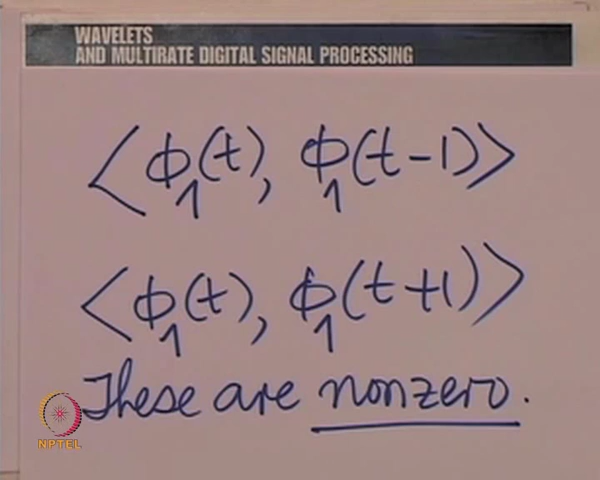 WAVELETS
AND MULTIRATE DIGITAL SIGNAL PROCESSING
⟨ϕ₁(t), ϕ₁(t-1)⟩
⟨ϕ₁(t), ϕ₁(t+1)⟩
These are nonzero.
NPTEL